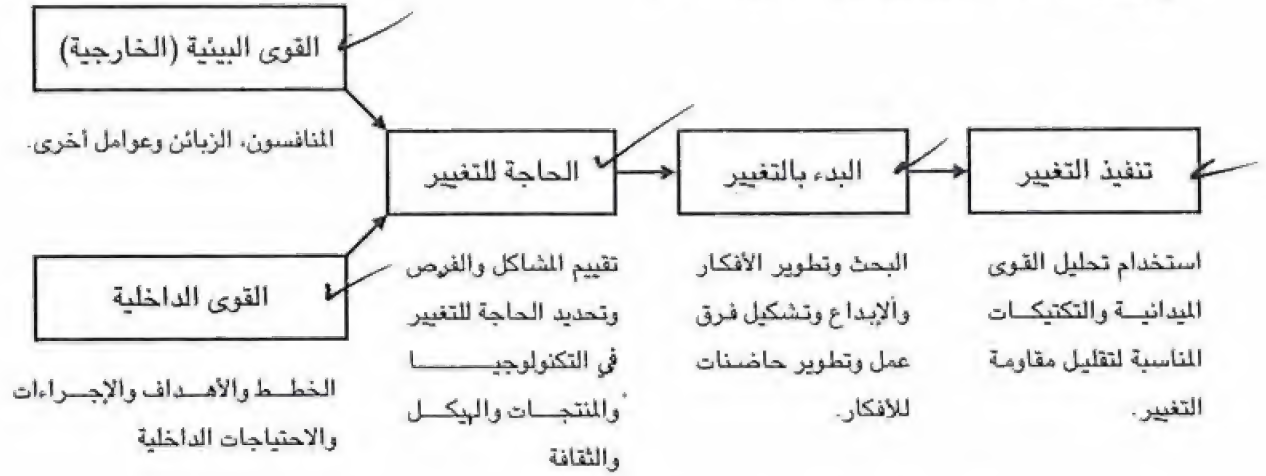 القوى البيئية (الخارجية)
المنافسون، الزبائن وعوامل أخرى.
القوى الداخلية
الخطط والأهداف والإجراءات
والاحتياجات الداخلية
الحاجة للتغيير
تقييم المشاكل والفرص
وتحديد الحاجة للتغيير
في التكنولوجيا
والمنتجات والهيكل
والثقافة
البدء بالتغيير
البحث وتطوير الأفكار
والإبداع وتشكيل فرق
عمل وتطوير حاضنات
للأفكار.
تنفيذ التغيير
استخدام تحليل القوى
الميدانية والتكتيكات
المناسبة لتقليل مقاومة
التغيير.